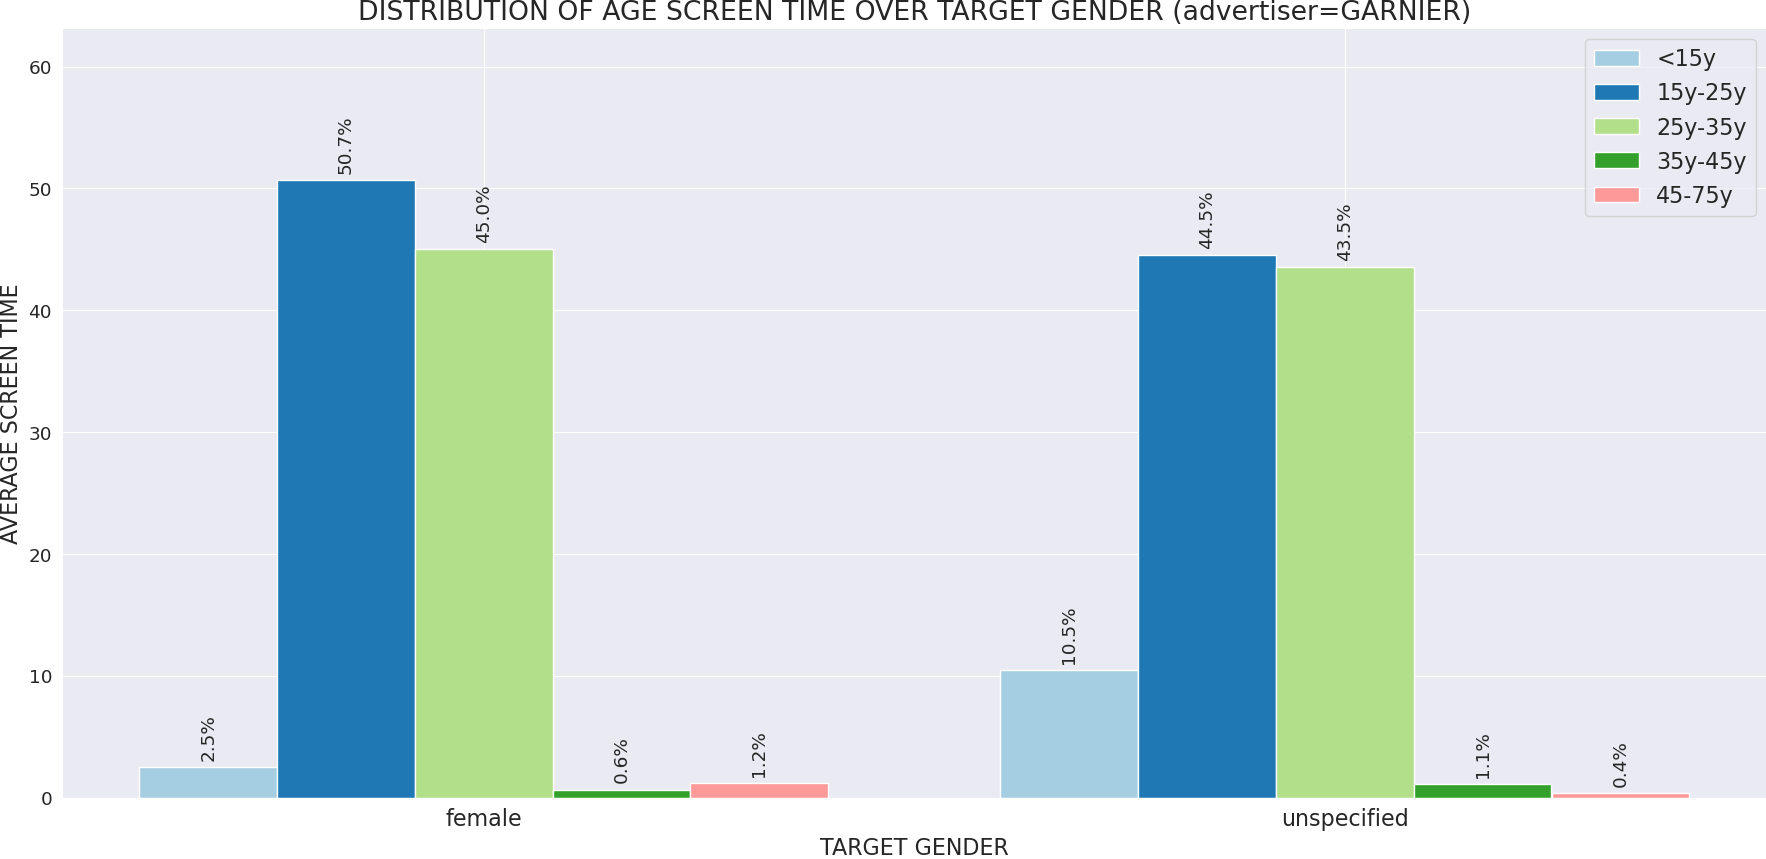 DISTRIBUTION OF AGE SCREEN TIME OVER TARGET GENDER (advertiser=GARNIER)
<15y
15y-25y
25y-35y
35y-45y
45-75y
AVERAGE SCREEN TIME
60
50
40
30
20
10
0
2.5%
50.7%
45.0%
0.6%
1.2%
10.5%
44.5%
43.5%
1.1%
0.4%
female
unspecified
TARGET GENDER